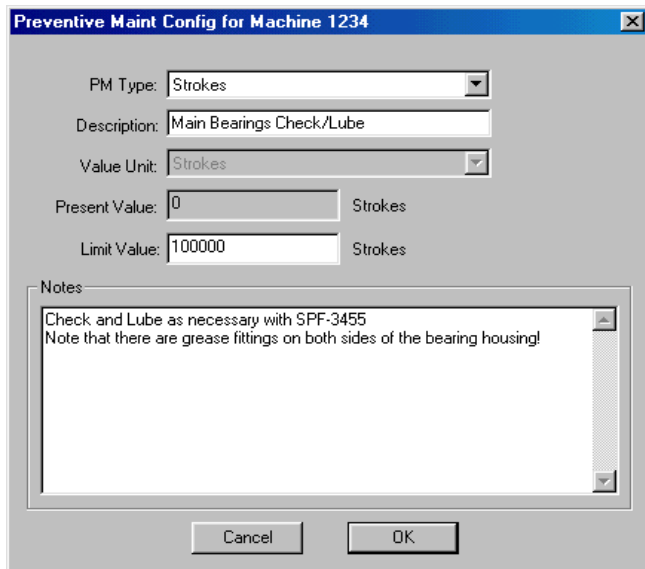 Preventive Maint Config for Machine 1234
PM Type: Strokes
Description: Main Bearings Check/Lube
Value Unit: Strokes
Present Value: 0 Strokes
Limit Value: 100000 Strokes
Notes
Check and Lube as necessary with SPF-3455
Note that there are grease fittings on both sides of the bearing housing!
Cancel OK